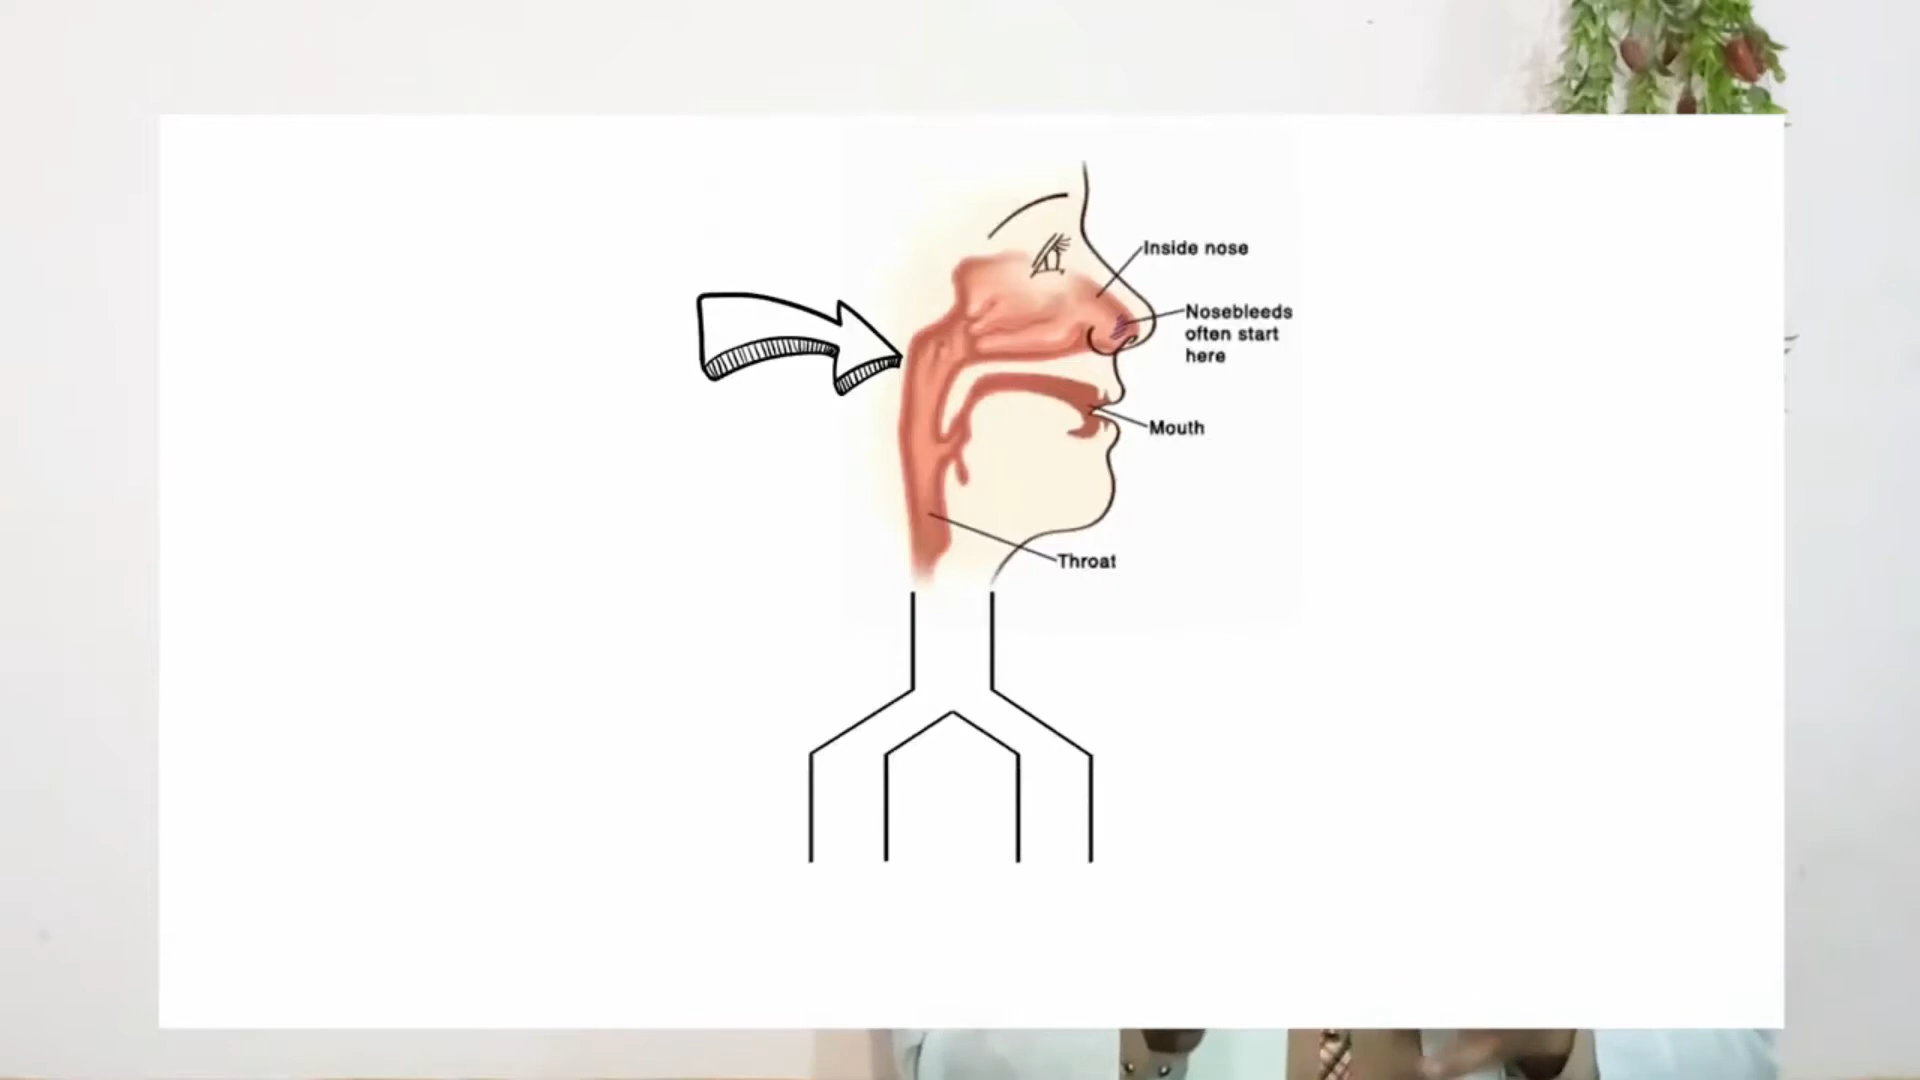 Inside nose
Nosebleeds
often start
here
Mouth
Throat